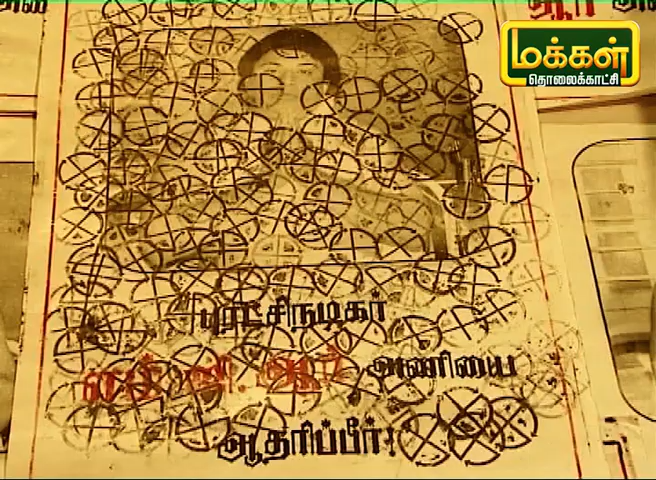 மக்கள்
தொலைக்காட்சி
புரட்சிநடிகர்
எம். ஜி. ஆர் அணியை
ஆதரிப்பீர்!